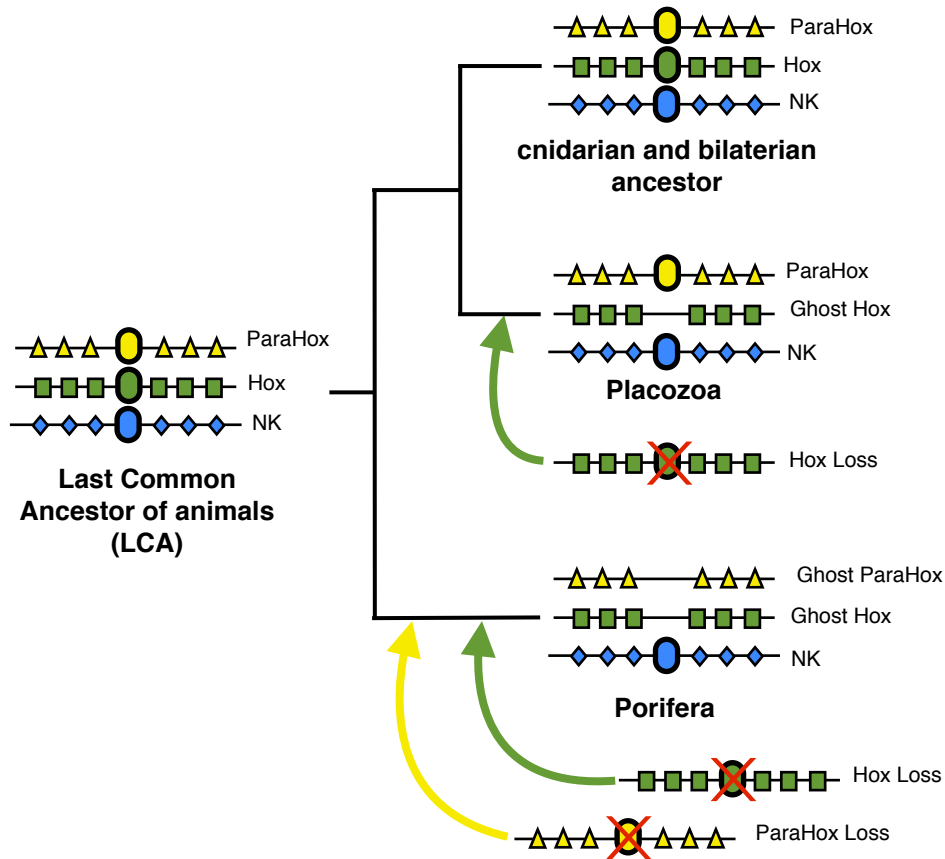 ParaHox
Hox
NK
cnidarian and bilaterian
ancestor
ParaHox
Ghost Hox
NK
Placozoa
Hox Loss
ParaHox
Hox
NK
Last Common
Ancestor of animals
(LCA)
Ghost ParaHox
Ghost Hox
NK
Porifera
Hox Loss
ParaHox Loss